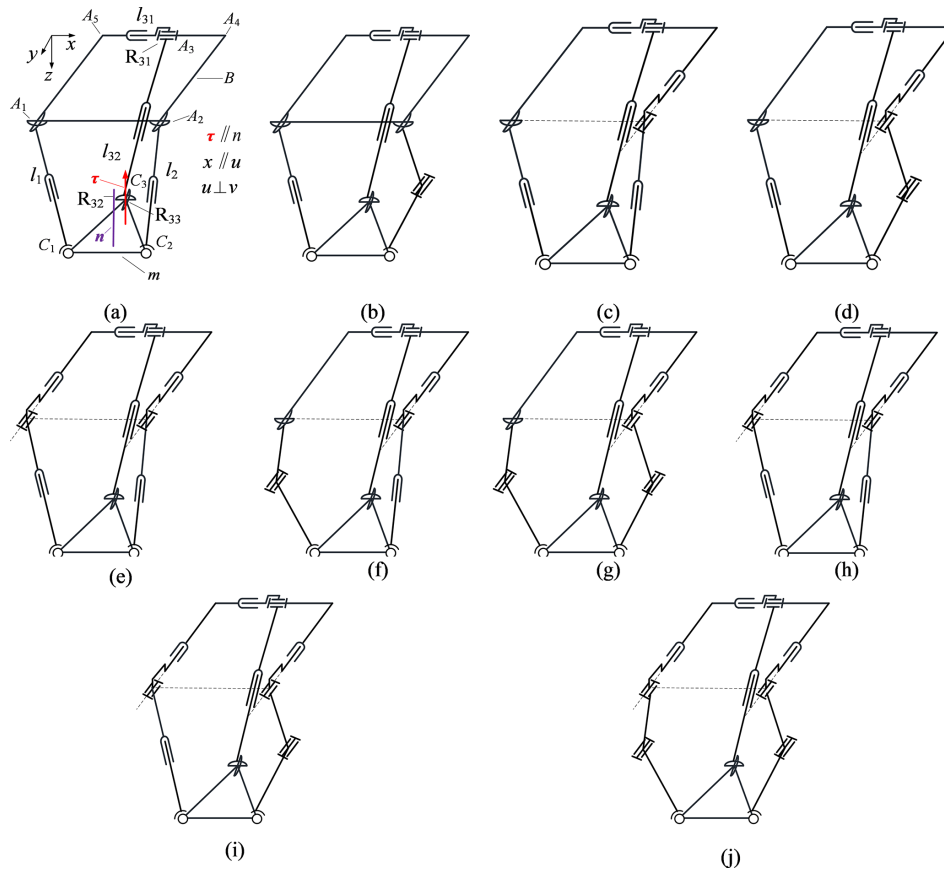 A5 l31 A4
x R31 A3
y z B
A1 A2
τ // n
l32 x // u
l1 τ C3 l2 u ⊥ v
R32 R33
n
C1 C2
m
(a) (b) (c) (d)
(e) (f) (g) (h)
(i) (j)